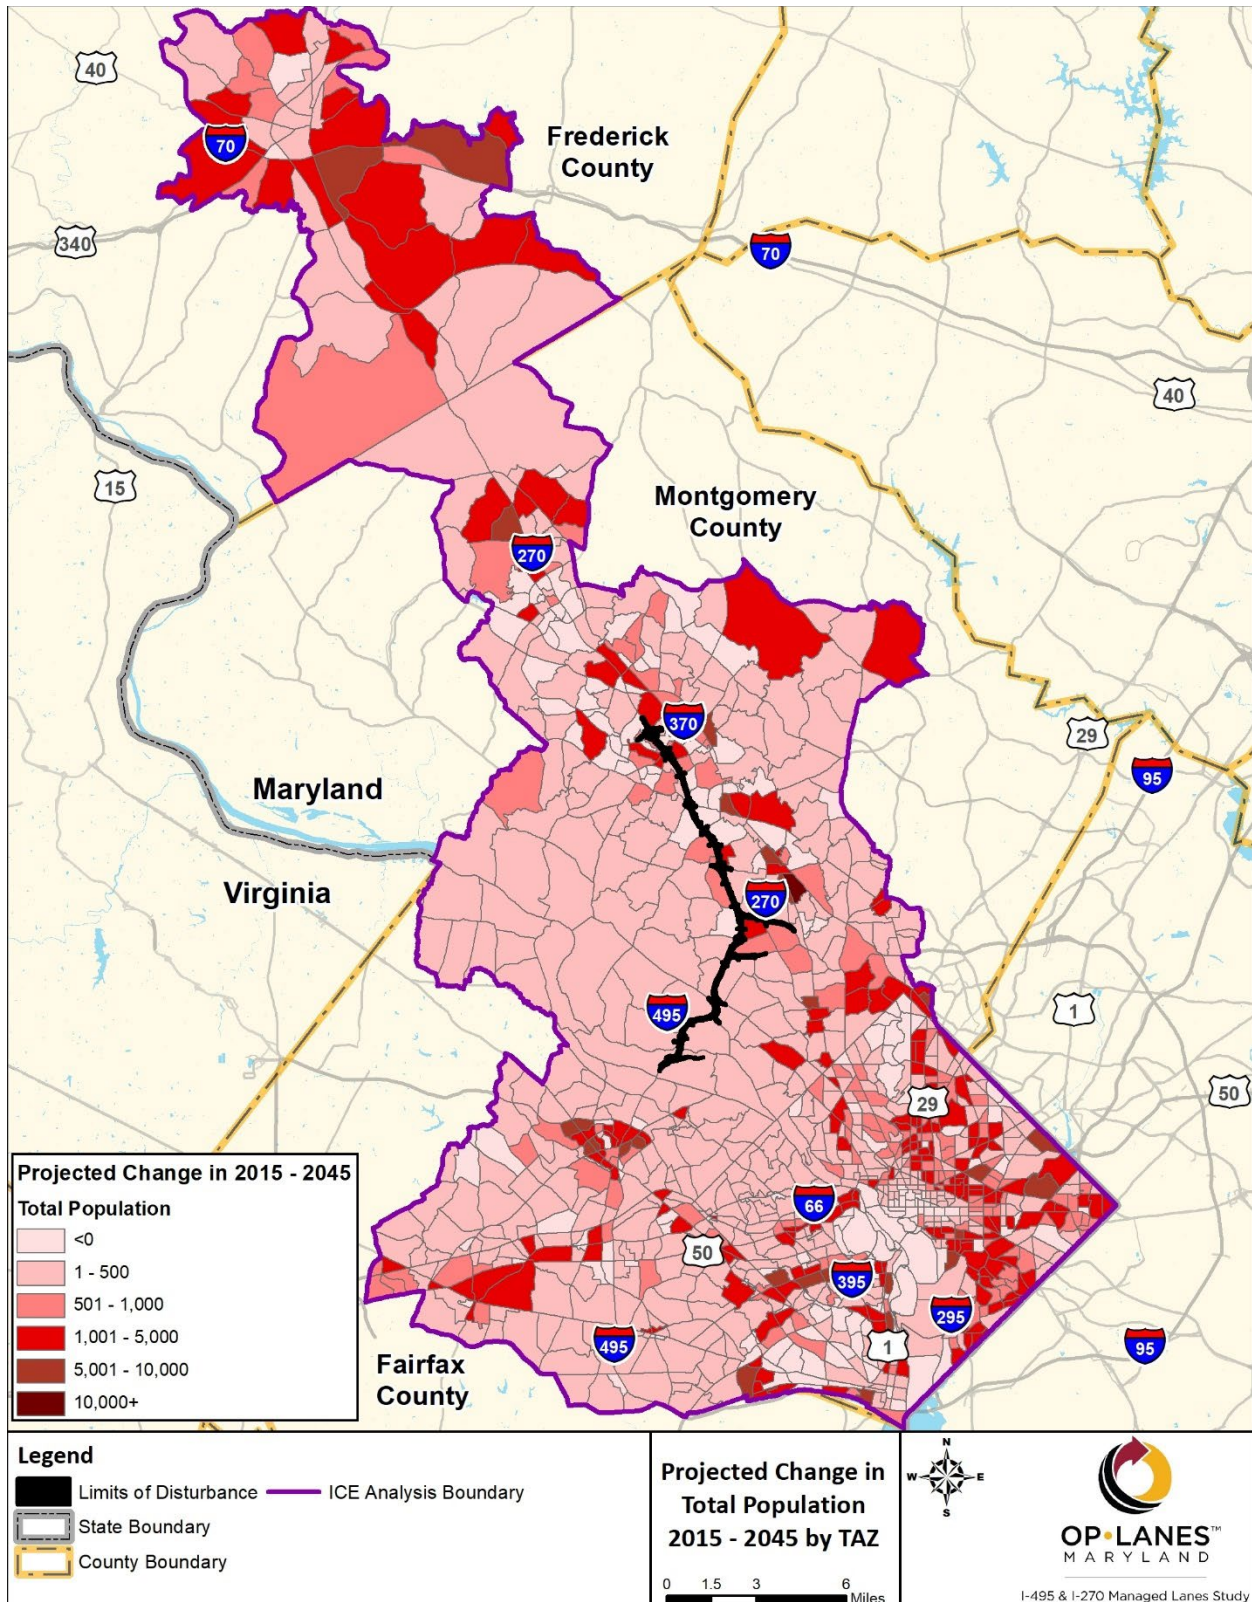 40
Frederick
County
70
340
70
40
15
Montgomery
County
270
370
29
95
Maryland
Virginia
270
495
1
50
29
66
50
395
295
495
1
95
Fairfax
County
Projected Change in 2015 - 2045
Total Population
<0
1 - 500
501 - 1,000
1,001 - 5,000
5,001 - 10,000
10,000+
Legend
Limits of Disturbance
ICE Analysis Boundary
State Boundary
County Boundary
Projected Change in
Total Population
2015 - 2045 by TAZ
0 1.5 3 6
Miles
N
W E
S
OP•LANES™
MARYLAND
I-495 & I-270 Managed Lanes Study